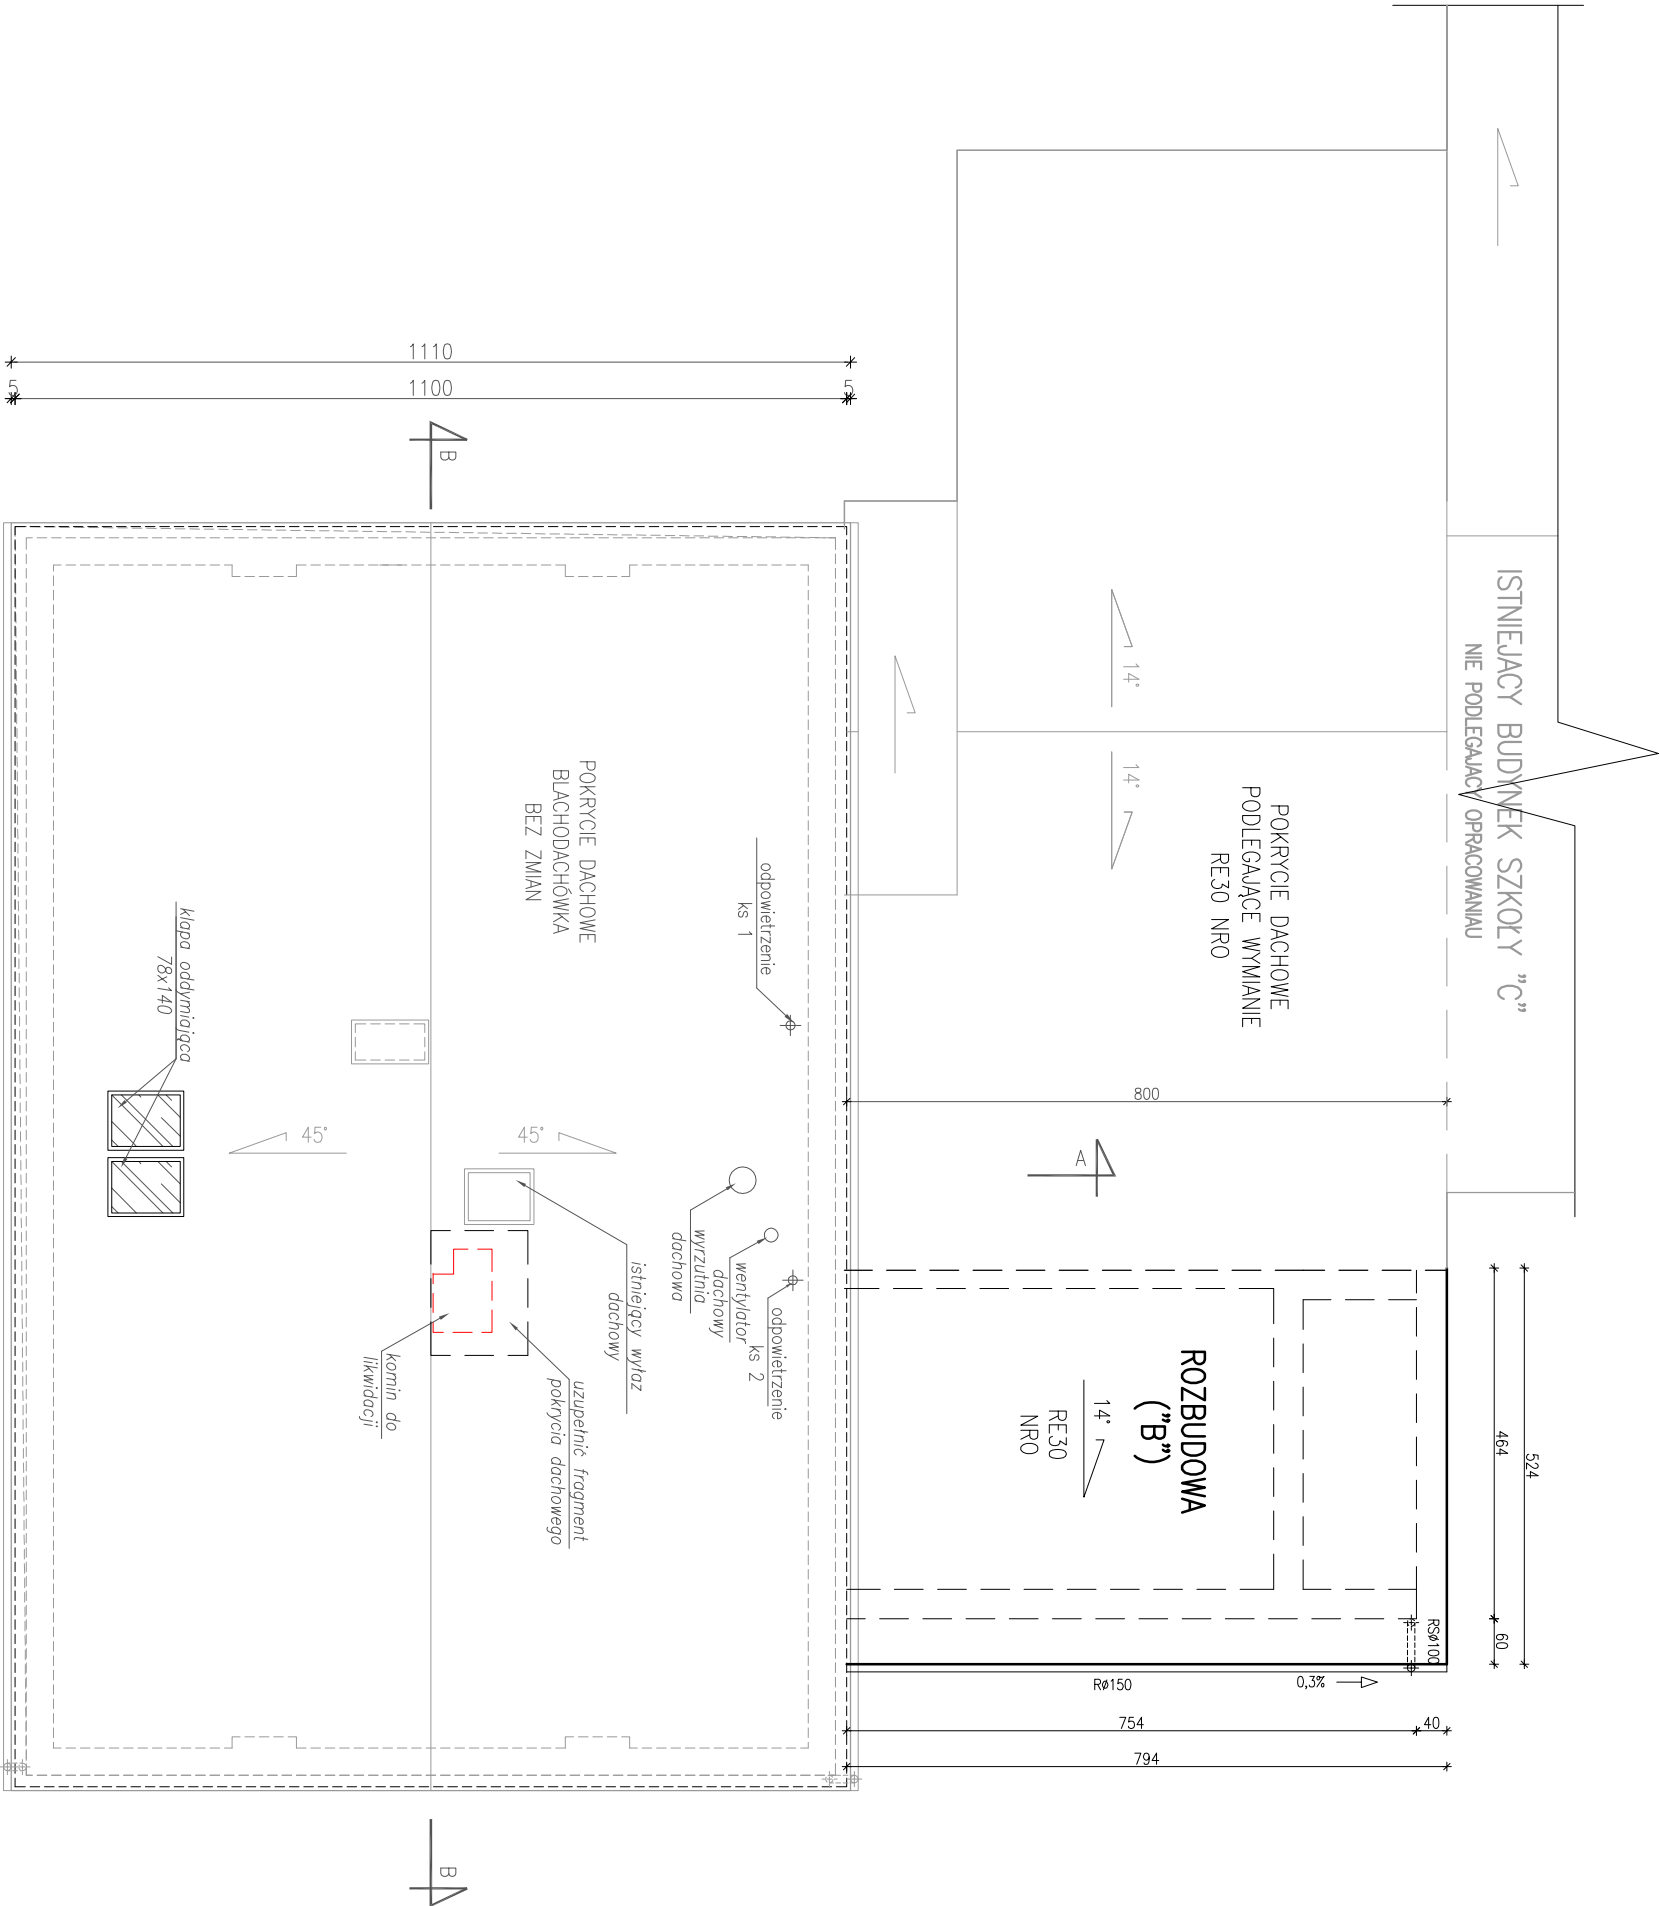 ISTNIEJACY BUDYNEK SZKOŁY "C"
NIE PODLEGAJACY OPRACOWANIAU
POKRYCIE DACHOWE
PODLEGAJĄCE WYMIANIE
RE30 NRO
14°
14°
1110
5
1100
5
B
POKRYCIE DACHOWE
BLACHODACHÓWKA
BEZ ZMIAN
odpowietrzenie
ks 1
klapa oddymiająca
78x140
800
A
45°
45°
wyrzutnia
dachowa
wentylator
dachowy
odpowietrzenie
ks 2
istniejący wyłaz
dachowy
komin do
likwidacji
uzupełnić fragment
pokrycia dachowego
ROZBUDOWA
("B")
14°
RE30
NRO
524
464
60
RSø100
Rø150
0,3%
754
40
794
B